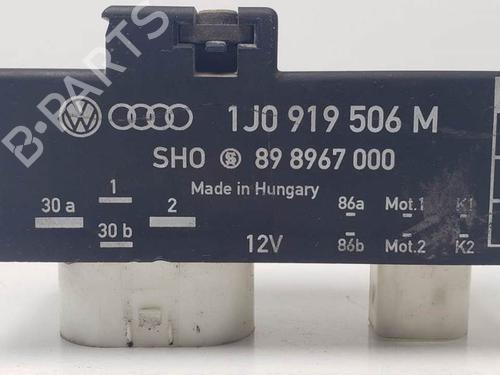 B-PARTS
1J0 919 506 M
SHO 89 8967 000
Made in Hungary
30 a 1 2 86a Mot.1 K1
30 b 12V 86b Mot.2 K2